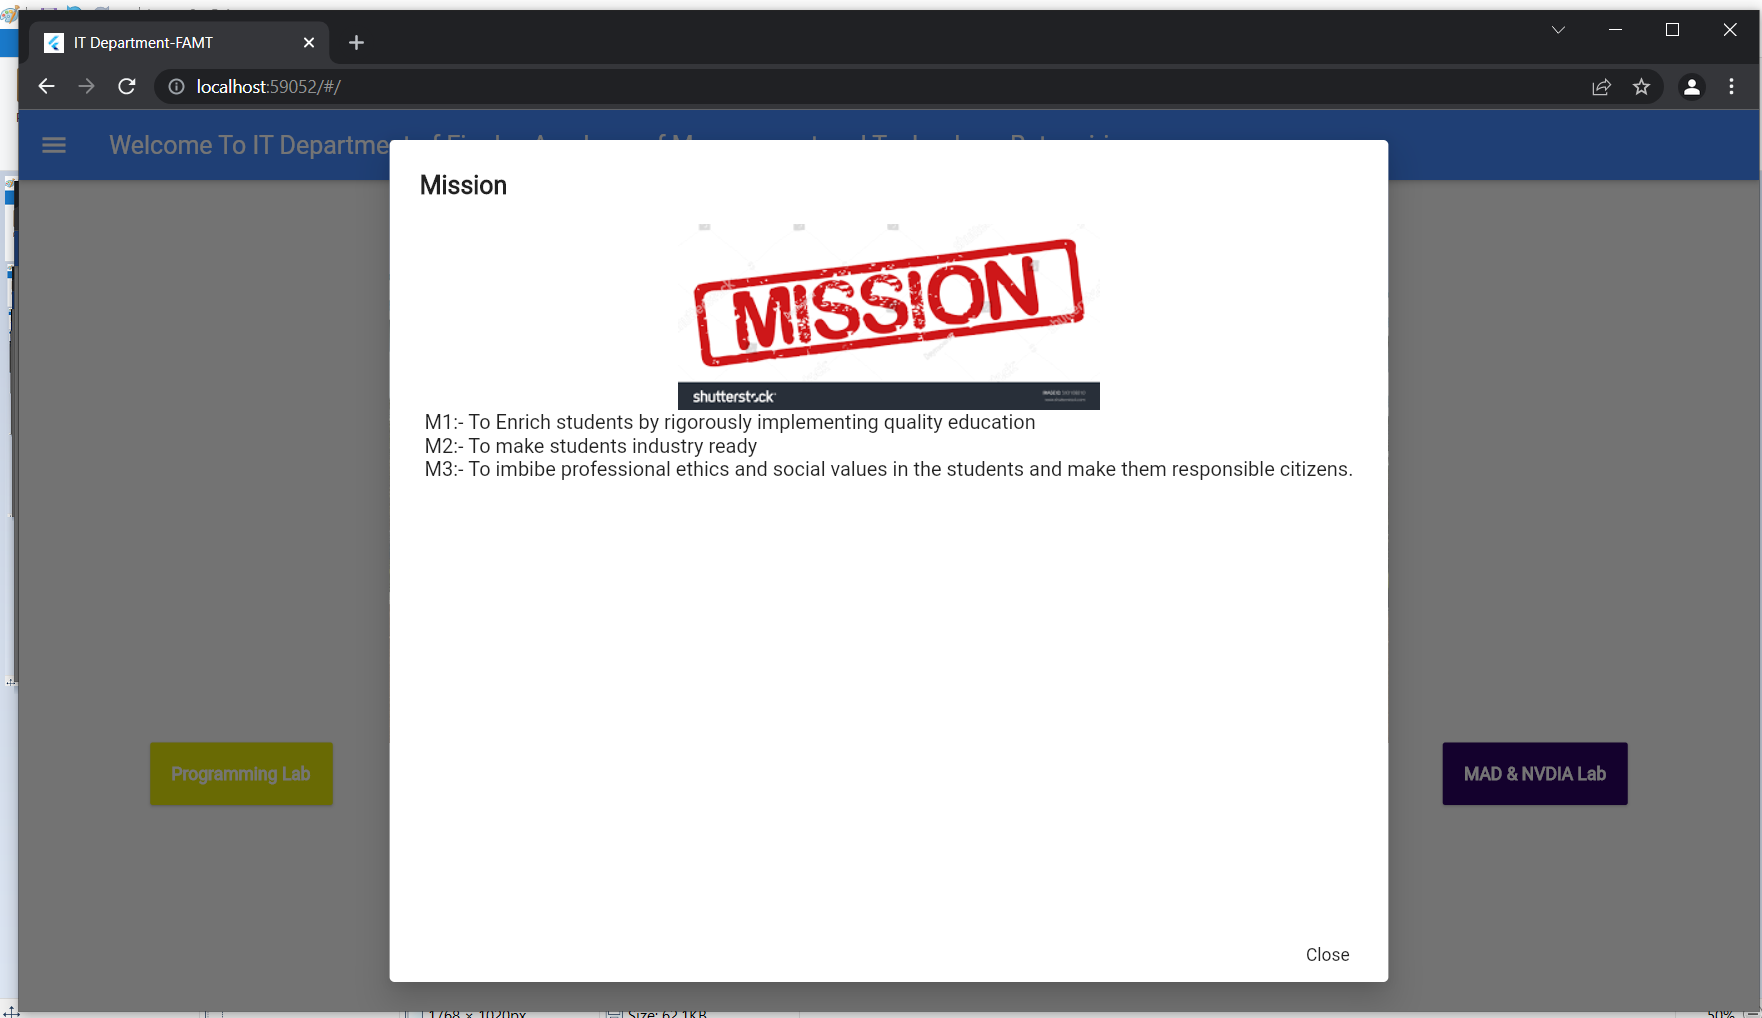 IT Department-FAMT
localhost:59052/#/
Welcome To IT Departme
Mission
MISSION
shutterstock
M1:- To Enrich students by rigorously implementing quality education
M2:- To make students industry ready
M3:- To imbibe professional ethics and social values in the students and make them responsible citizens.
Programming Lab
MAD & NVDIA Lab
Close
1768 × 1020px
Size: 62.1KB
50%